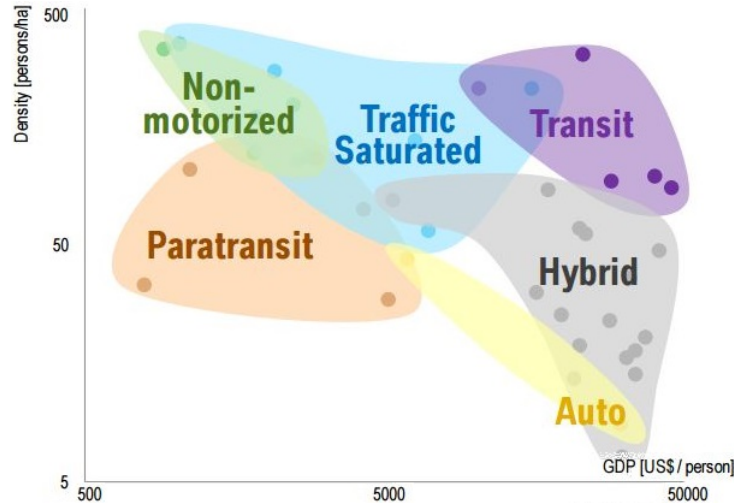 500
Density [persons/ha]
Non-
motorized
Traffic
Saturated
Transit
Paratransit
50
Hybrid
Auto
GDP [US$ / person]
5
500
5000
50000